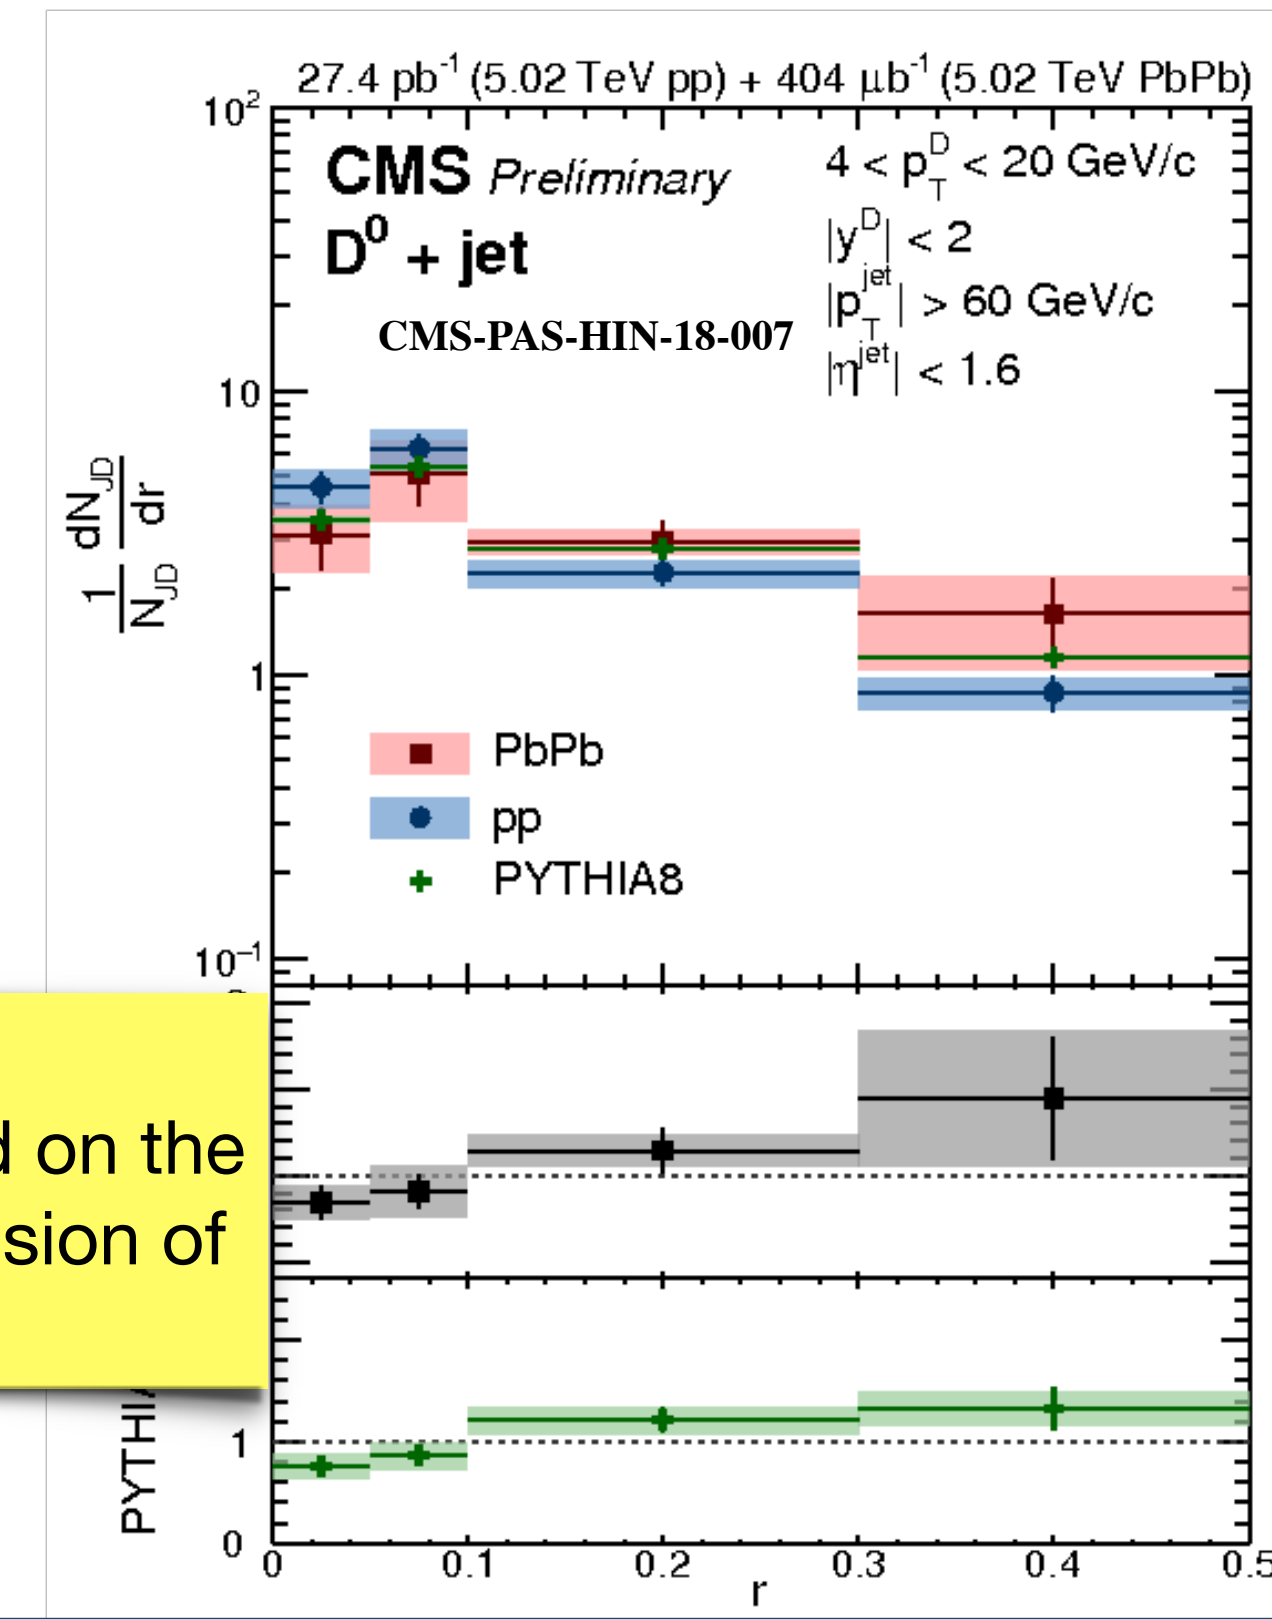 27.4 pb⁻¹ (5.02 TeV pp) + 404 μb⁻¹ (5.02 TeV PbPb)
10²
CMS Preliminary
4 < p_T^D < 20 GeV/c
|y^D| < 2
D⁰ + jet
|p_T^jet| > 60 GeV/c
CMS-PAS-HIN-18-007
|η^jet| < 1.6
10
1/N_JD dN_JD/dr
1
PbPb
pp
PYTHIA8
10⁻¹
on the
sion of
1
0
0 0.1 0.2 0.3 0.4 0.5
r